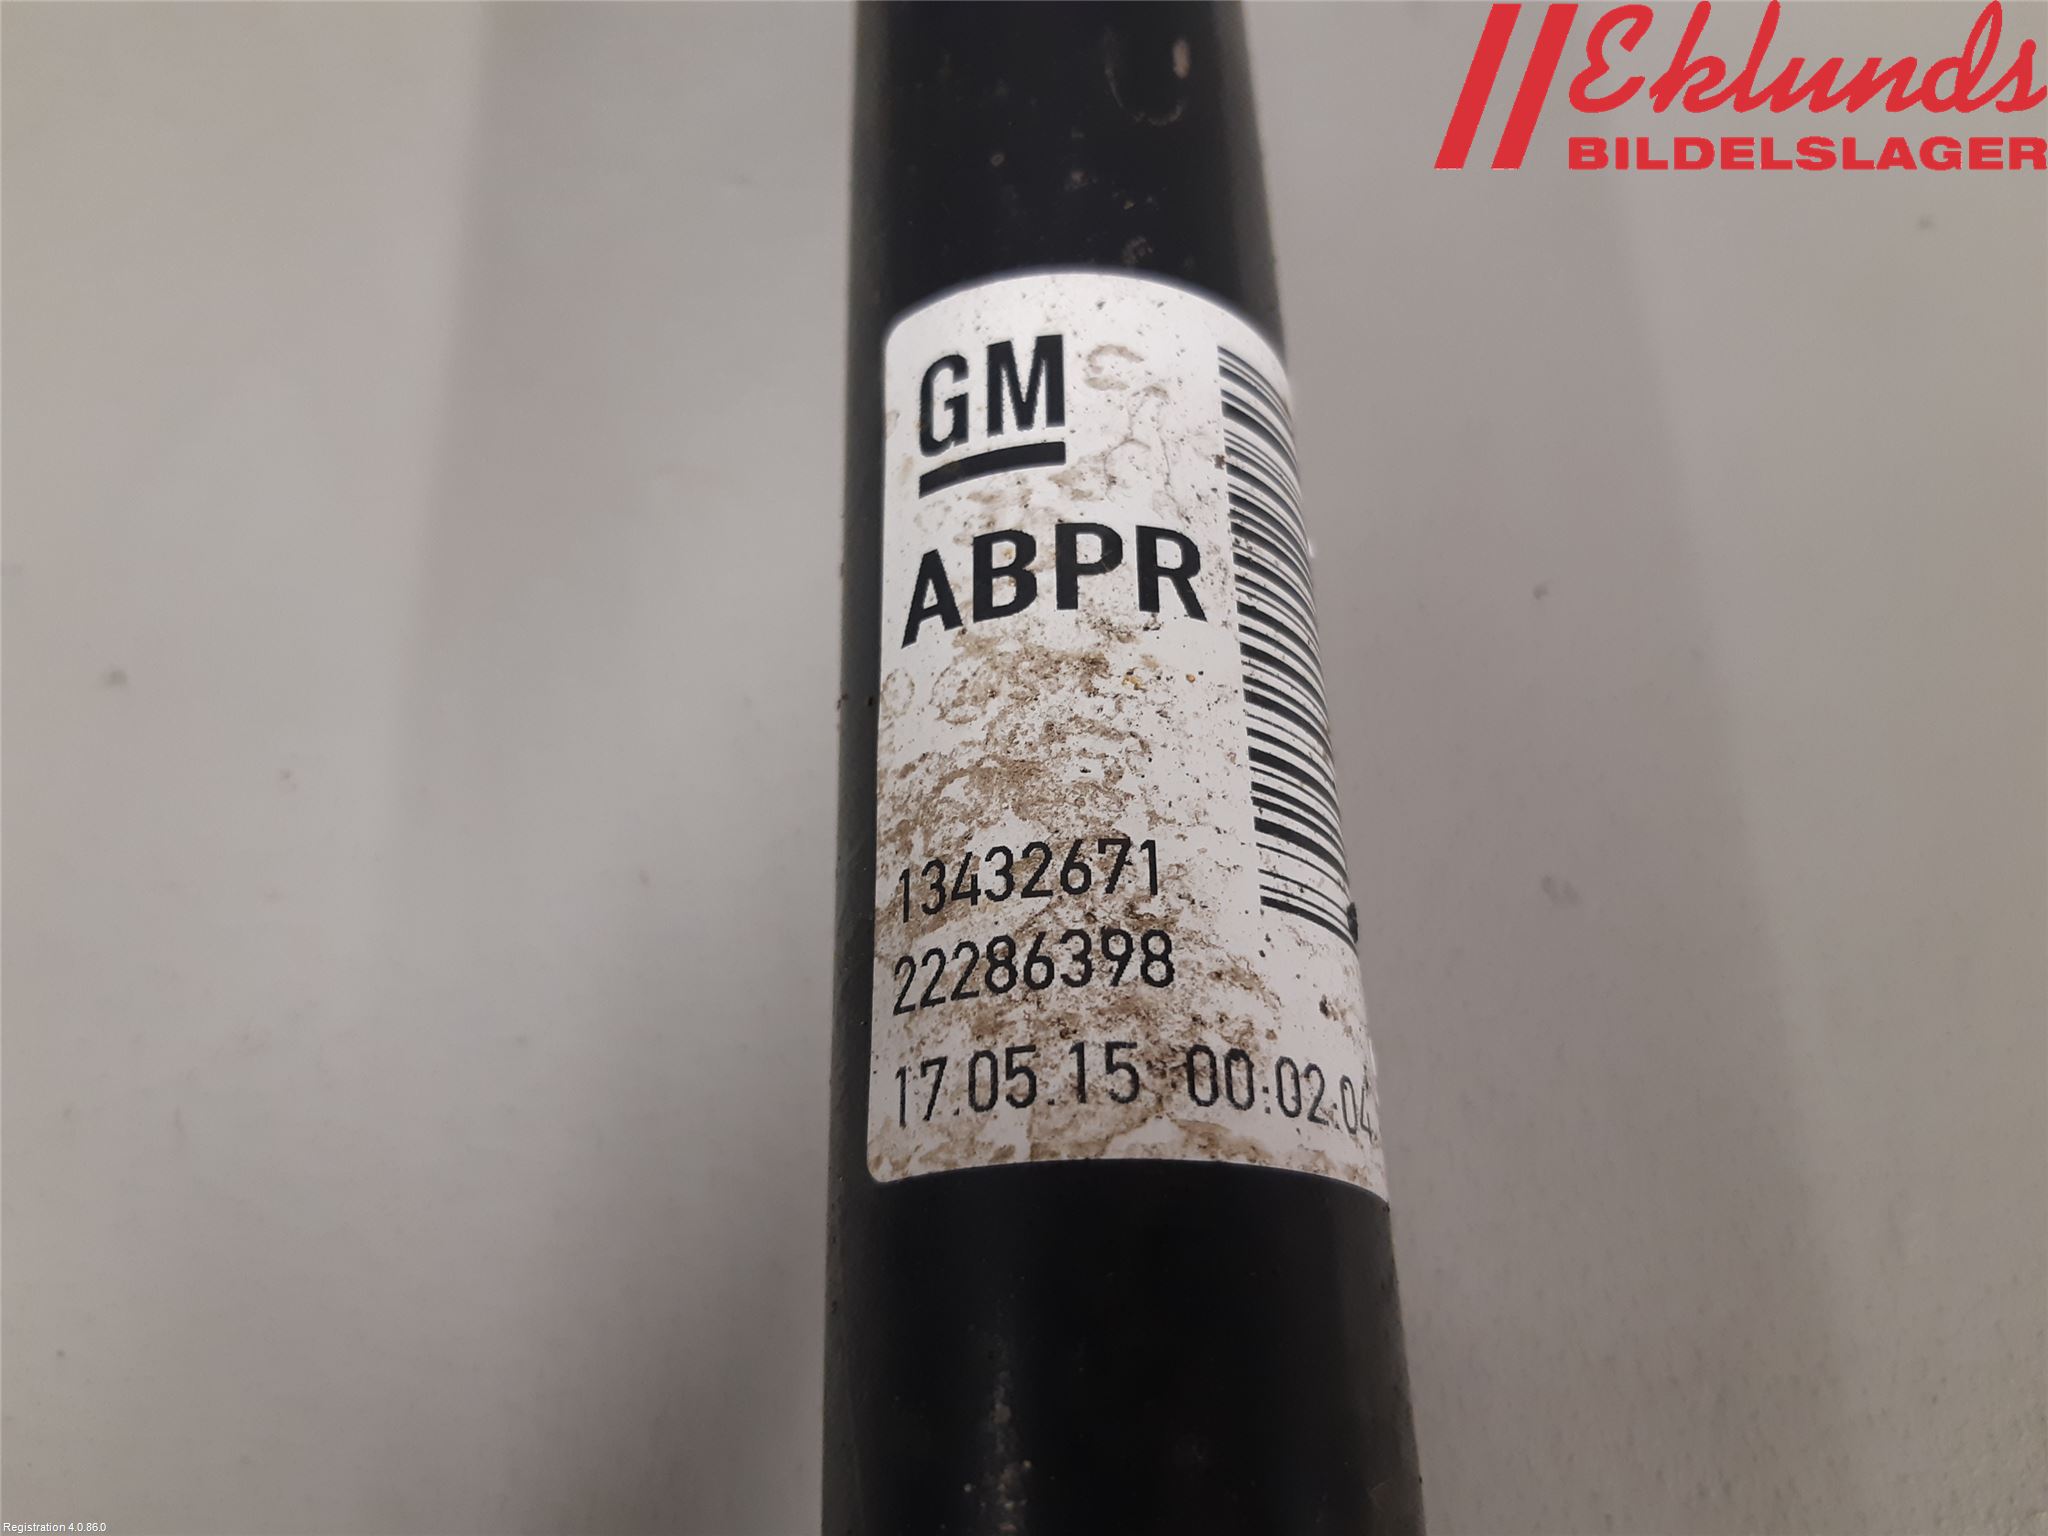 Eklunds
BILDELSLAGER
GM
ABPR
13432671
22286398
17.05.15 00:02:04
Registration 4.0.86.0